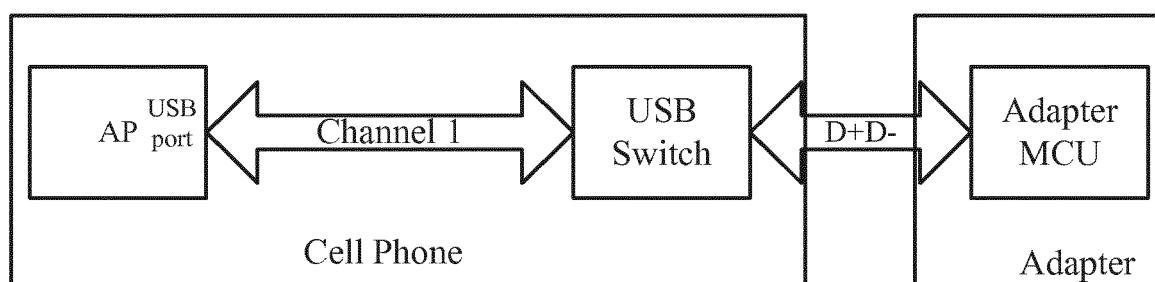 AP
USB
port
Channel 1
USB
Switch
D+D-
Adapter
MCU
Cell Phone
Adapter